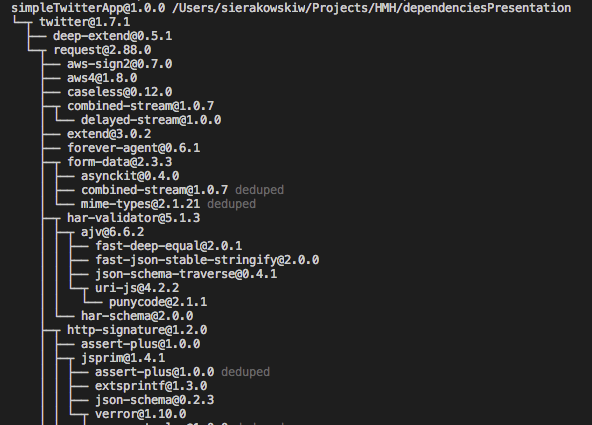 simpleTwitterApp@1.0.0 /Users/sierakowskiw/Projects/HMH/dependenciesPresentation
twitter@1.7.1
deep-extend@0.5.1
request@2.88.0
aws-sign2@0.7.0
aws4@1.8.0
caseless@0.12.0
combined-stream@1.0.7
delayed-stream@1.0.0
extend@3.0.2
forever-agent@0.6.1
form-data@2.3.3
asynckit@0.4.0
combined-stream@1.0.7 deduped
mime-types@2.1.21 deduped
har-validator@5.1.3
ajv@6.6.2
fast-deep-equal@2.0.1
fast-json-stable-stringify@2.0.0
json-schema-traverse@0.4.1
uri-js@4.2.2
punycode@2.1.1
har-schema@2.0.0
http-signature@1.2.0
assert-plus@1.0.0
jsprim@1.4.1
assert-plus@1.0.0 deduped
extsprintf@1.3.0
json-schema@0.2.3
verror@1.10.0